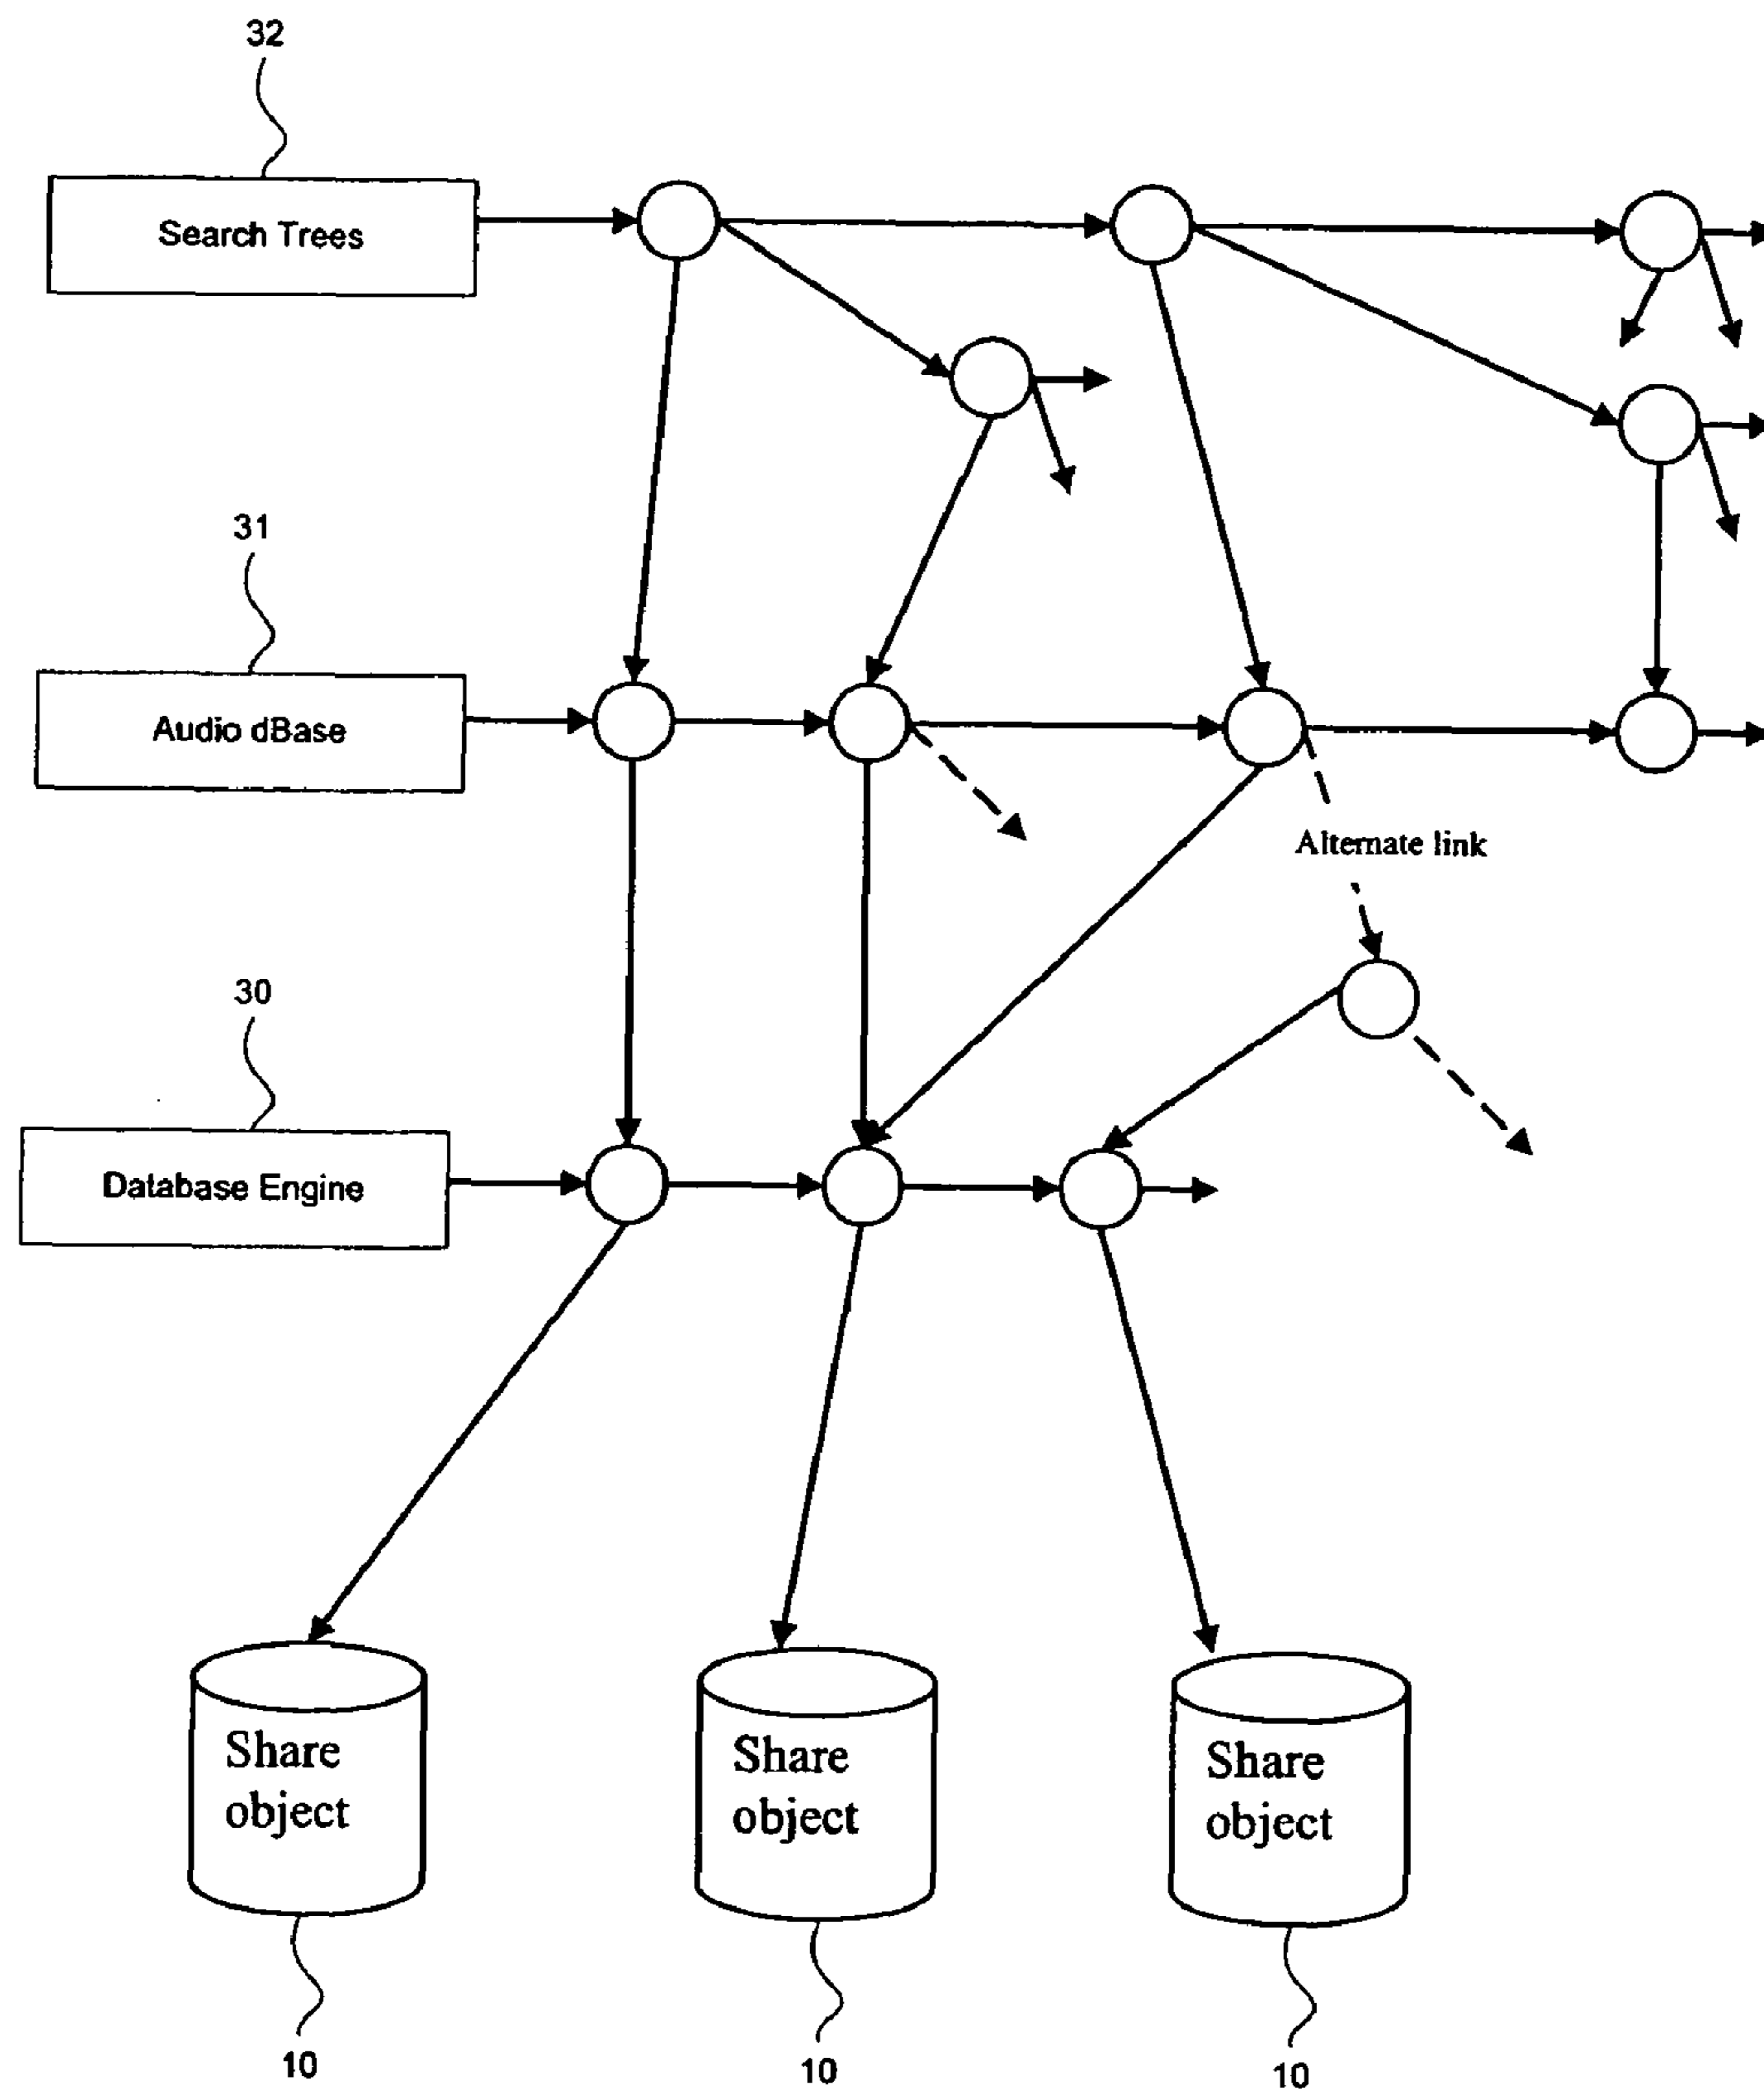 32
Search Trees
31
Audio dBase
Alternate link
30
Database Engine
Share
object
Share
object
Share
object
10
10
10